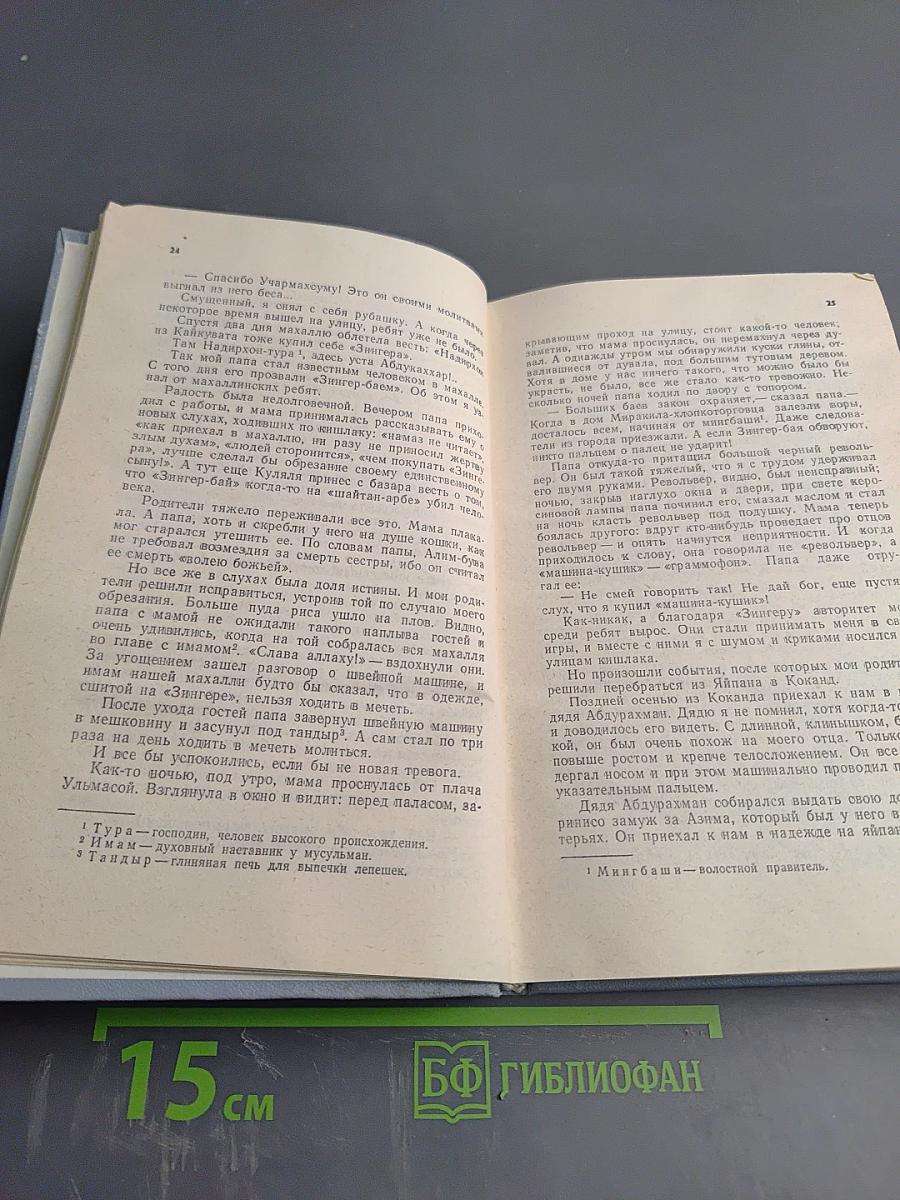 24
— Спасибо Учармахсуму! Это он своими молитвами
выгнал из него беса...
Смущенный, я снял с себя рубашку. А когда через
некоторое время вышел на улицу, ребят уже не было.
Спустя два дня махаллю облетела весть: «Надирхон
из Кайкувата тоже купил себе «Зингера».
Там Надирхон-тура ¹, здесь уста Абдукаххар!..
Так мой папа стал известным человеком в махалле.
С того дня его прозвали «Зингер-баем». Об этом я уз-
нал от махаллинских ребят.
Радость была недолговечной. Вечером папа прихо-
дил с работы, и мама принималась рассказывать ему о
новых слухах, ходивших по кишлаку: «намаз не читает»,
«как приехал в махаллю, ни разу не приносил жертву
злым духам», «людей сторонится», «чем покупать «Зинге-
ра», лучше сделал бы обрезание своему единственному
сыну!». А тут еще Куляля принес с базара весть о том,
что «Зингер-бай» когда-то на «шайтан-арбе» убил чело-
века.
Родители тяжело переживали все это. Мама плака-
ла. А папа, хоть и скребли у него на душе кошки, как
мог старался утешить ее. По словам папы, Алим-бува
не требовал возмездия за смерть сестры, ибо он считал
ее смерть «волею божьей».
Но все же в слухах была доля истины. И мои роди-
тели решили исправиться, устроив той по случаю моего
обрезания. Больше пуда риса ушло на плов. Видно,
папа с мамой не ожидали такого наплыва гостей и
очень удивились, когда на той собралась вся махалля
во главе с имамом². «Слава аллаху!» — вздохнули они.
За угощением зашел разговор о швейной машине, и
имам нашей махалли будто бы сказал, что в одежде,
сшитой на «Зингере», нельзя ходить в мечеть.
После ухода гостей папа завернул швейную машину
в мешковину и засунул под тандыр³. А сам стал по три
раза на день ходить в мечеть молиться.
И все бы успокоились, если бы не новая тревога.
Как-то ночью, под утро, мама проснулась от плача
Ульмасой. Взглянула в окно и видит: перед паласом, за-
¹ Тура — господин, человек высокого происхождения.
² Имам — духовный наставник у мусульман.
³ Тандыр — глиняная печь для выпечки лепешек.
25
крывающим проход на улицу, стоит какой-то человек;
заметив, что мама проснулась, он перемахнул через ду-
вал. А однажды утром мы обнаружили куски глины, от-
валившиеся от дувала, под большим тутовым деревом.
Хотя в доме у нас ничего такого, что можно было бы
украсть, не было, все же стало как-то тревожно. Не-
сколько ночей папа ходил по двору с топором.
— Больших баев закон охраняет, — сказал папа. —
Когда в дом Миракила-хлопкоторговца залезли воры,
досталось всем, начиная от мингбаши¹. Даже следова-
тели из города приезжали. А если Зингер-бая обворуют,
никто пальцем о палец не ударит!
Папа откуда-то притащил большой черный револь-
вер. Он был такой тяжелый, что я с трудом удерживал
его двумя руками. Револьвер, видно, был неисправный;
ночью, закрыв наглухо окна и двери, при свете керо-
синовой лампы папа починил его, смазал маслом и стал
на ночь класть револьвер под подушку. Мама теперь
боялась другого: вдруг кто-нибудь проведает про отцов
револьвер — и опять начнутся неприятности. И когда
приходилось к слову, она говорила не «револьвер», а
«машина-кушик» — «граммофон». Папа даже отру-
гал ее:
— Не смей говорить так! Не дай бог, еще пустя
слух, что я купил «машина-кушик»!
Как-никак, а благодаря «Зингеру» авторитет мо
среди ребят вырос. Они стали принимать меня в св
игры, и вместе с ними я с шумом и криками носился
улицам кишлака.
Но произошли события, после которых мои родит
решили перебраться из Яйпана в Коканд.
Поздней осенью из Коканда приехал к нам в
дядя Абдурахман. Дядю я не помнил, хотя когда-то
и доводилось его видеть. С длинной, клинышком, б
кой, он был очень похож на моего отца. Только
повыше ростом и крепче телосложением. Он все
дергал носом и при этом машинально проводил п
указательным пальцем.
Дядя Абдурахман собирался выдать свою до
ринисо замуж за Азима, который был у него в
терьях. Он приехал к нам в надежде на яйпан
¹ Мингбаши — волостной правитель.
15 см
БФ ГИБЛИОФАН